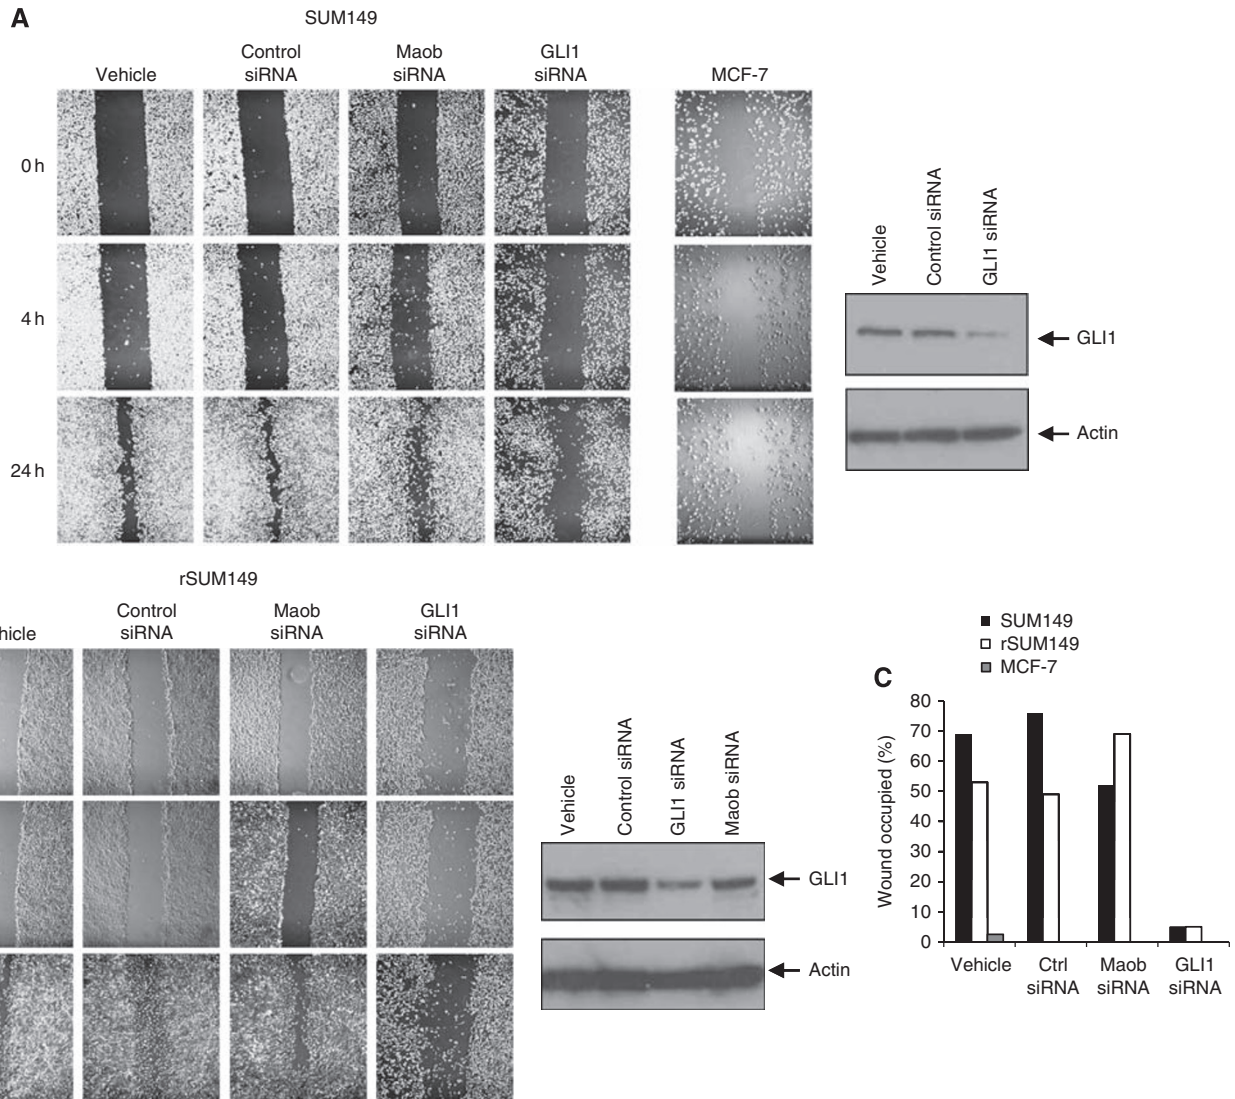 A
SUM149
Vehicle
Control
siRNA
Maob
siRNA
GLI1
siRNA
MCF-7
0 h
4 h
24 h
Vehicle
Control siRNA
GLI1 siRNA
GLI1
Actin
rSUM149
hicle
Control
siRNA
Maob
siRNA
GLI1
siRNA
Vehicle
Control siRNA
GLI1 siRNA
Maob siRNA
GLI1
Actin
C
SUM149
rSUM149
MCF-7
Wound occupied (%)
80
70
60
50
40
30
20
10
0
Vehicle
Ctrl
siRNA
Maob
siRNA
GLI1
siRNA